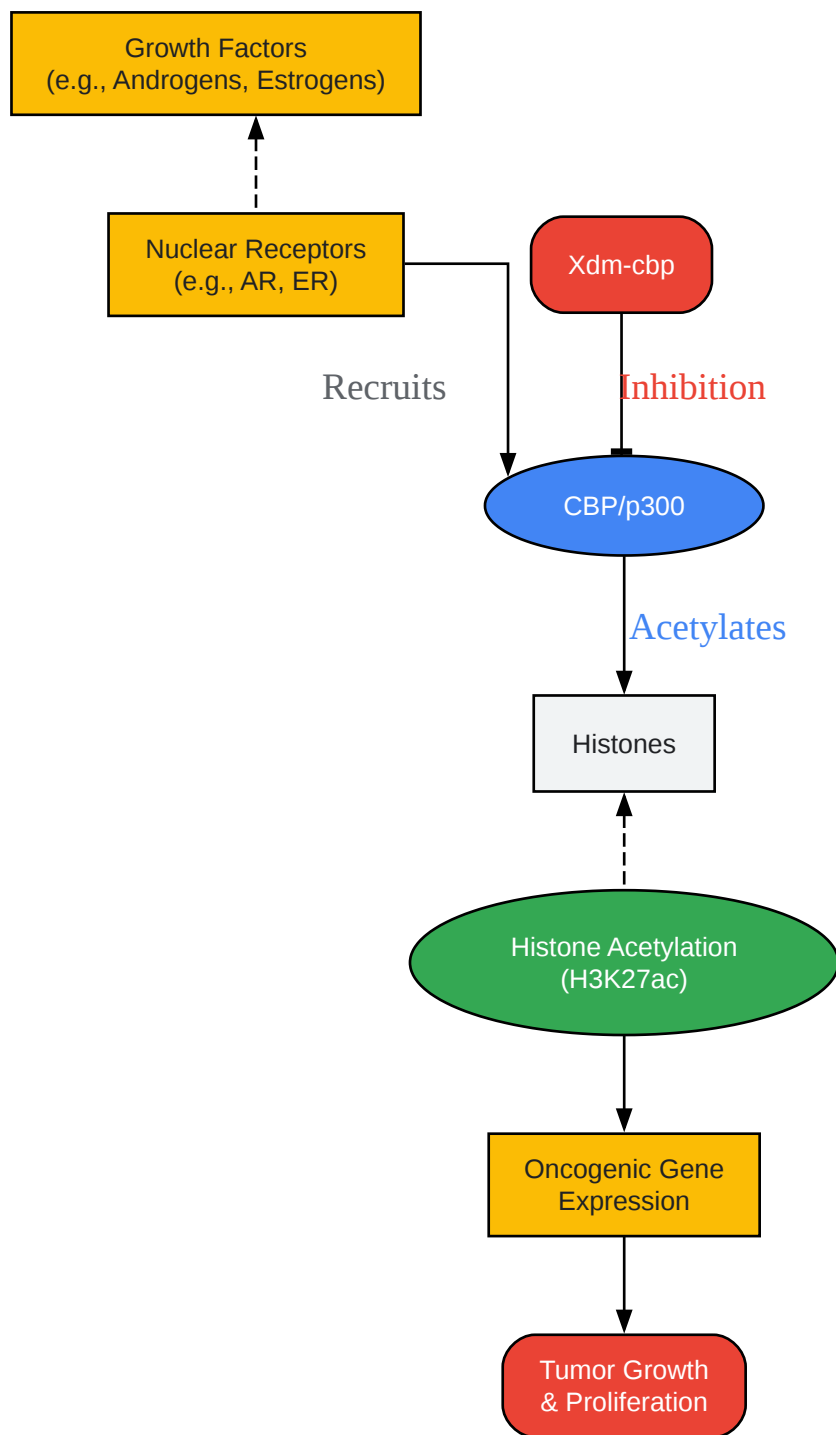 Growth Factors
(e.g., Androgens, Estrogens)
Nuclear Receptors
(e.g., AR, ER)
Xdm-cbp
Recruits
Inhibition
CBP/p300
Acetylates
Histones
Histone Acetylation
(H3K27ac)
Oncogenic Gene
Expression
Tumor Growth
& Proliferation